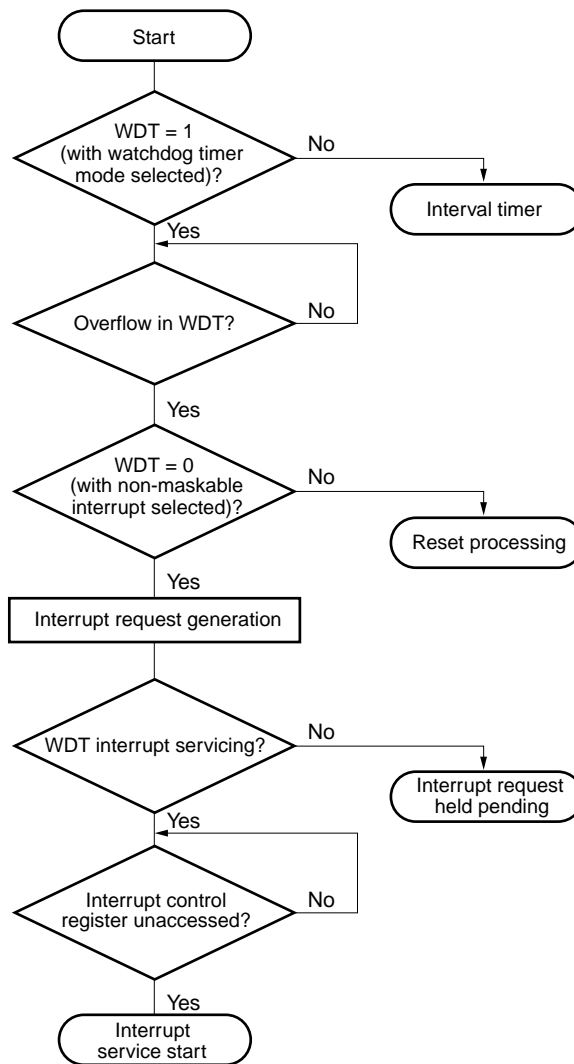 Start
WDT = 1
(with watchdog timer
mode selected)?
No
Interval timer
Yes
Overflow in WDT?
No
Yes
WDT = 0
(with non-maskable
interrupt selected)?
No
Reset processing
Yes
Interrupt request generation
WDT interrupt servicing?
No
Interrupt request
held pending
Yes
Interrupt control
register unaccessed?
No
Yes
Interrupt
service start